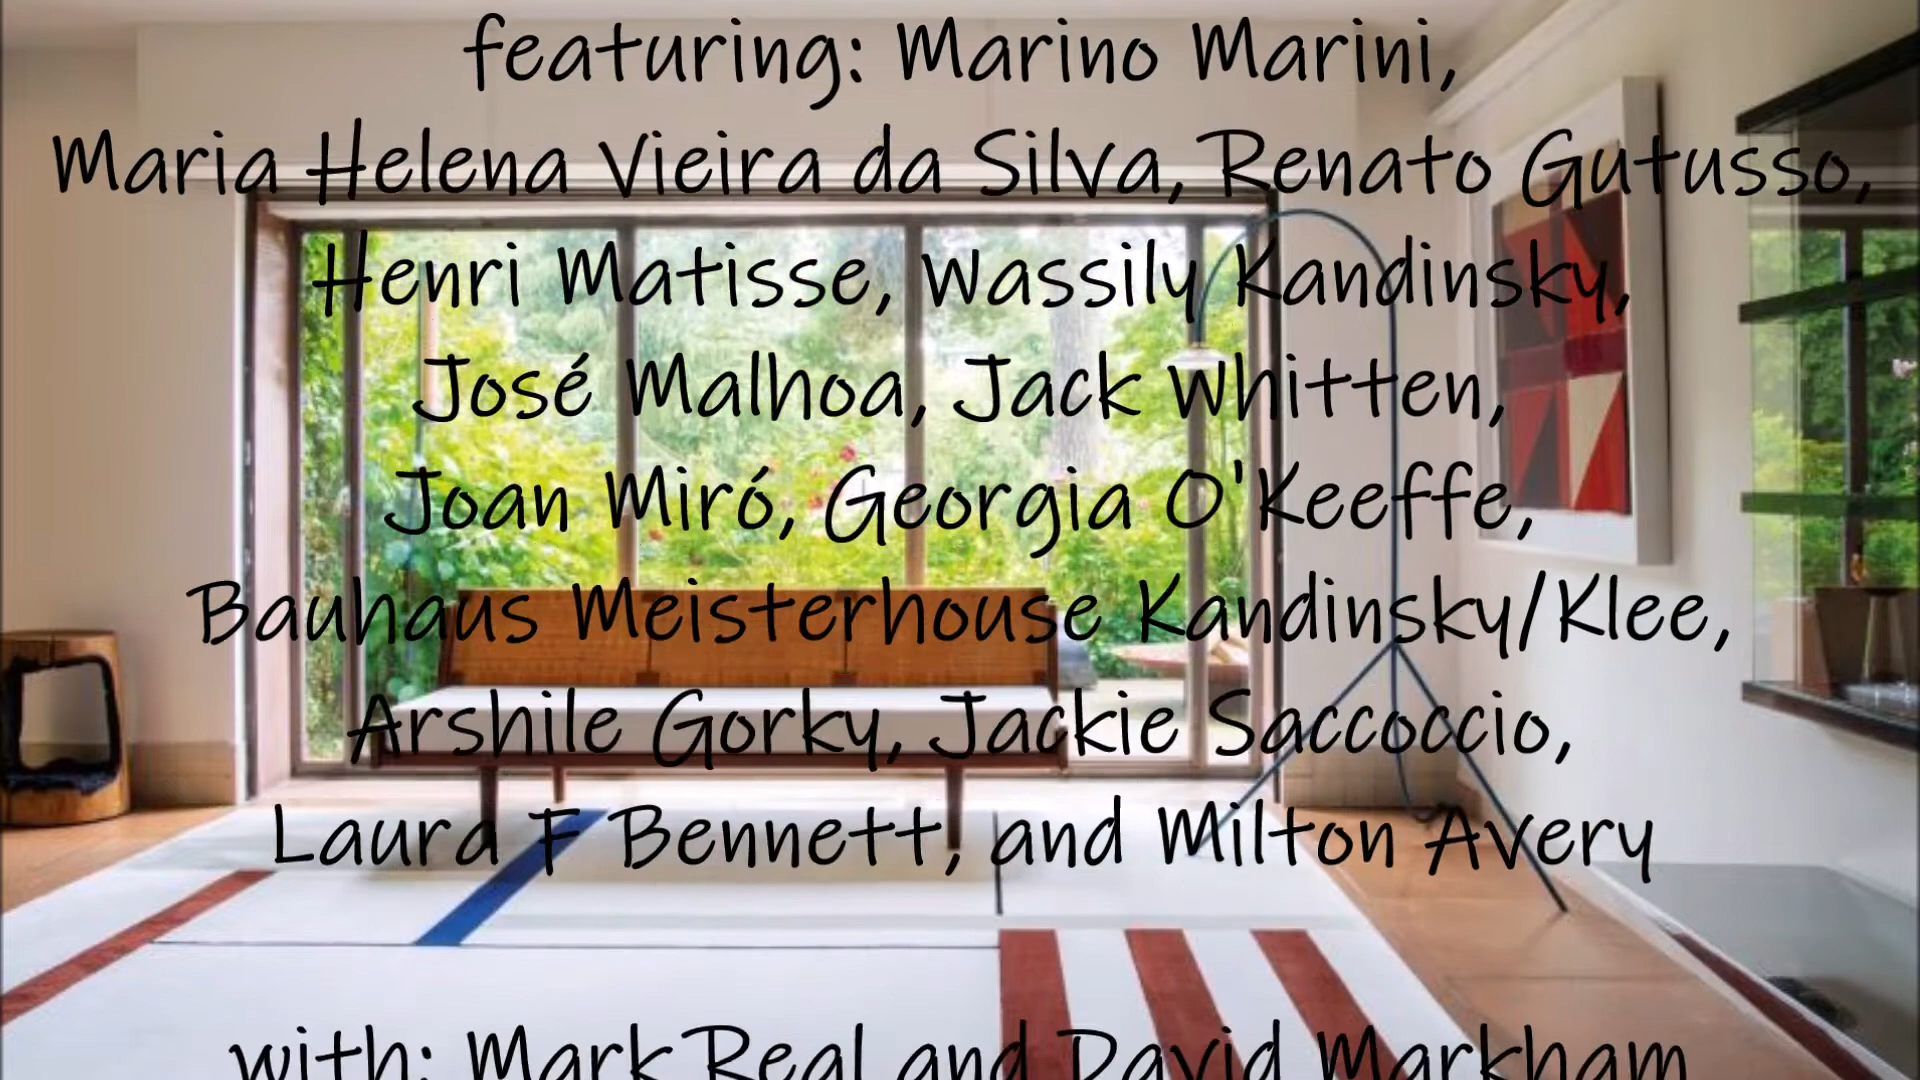 featuring: Marino Marini,
Maria Helena Vieira da Silva, Renato Gutusso,
Henri Matisse, Wassily Kandinsky,
José Malhoa, Jack Whitten,
Joan Miró, Georgia O'Keeffe,
Bauhaus Meisterhouse Kandinsky/Klee,
Arshile Gorky, Jackie Saccoccio,
Laura F Bennett, and Milton Avery
with: Mark Real and David Markham